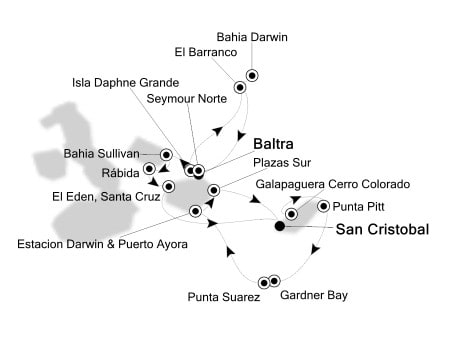 Bahia Darwin
El Barranco
Isla Daphne Grande
Seymour Norte
Baltra
Bahia Sullivan
Plazas Sur
Rábida
Galapaguera Cerro Colorado
El Eden, Santa Cruz
Punta Pitt
San Cristobal
Estacion Darwin & Puerto Ayora
Punta Suarez
Gardner Bay